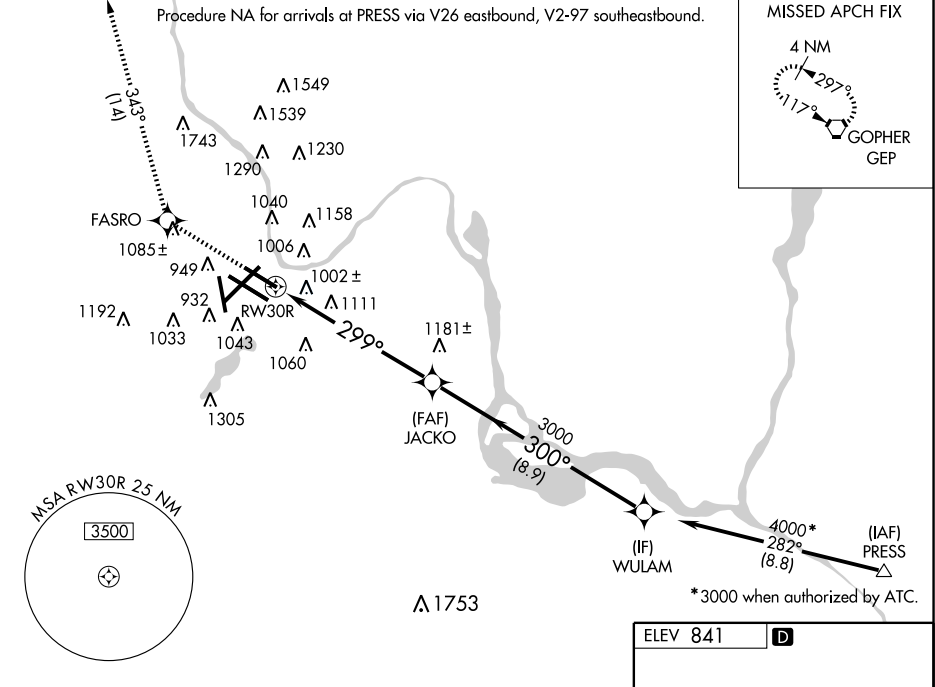 Procedure NA for arrivals at PRESS via V26 eastbound, V2-97 southeastbound.
MISSED APCH FIX
4 NM
297°
117°
GOPHER
GEP
343°
(14)
1549
1539
1743
1290
1230
1040
1158
FASRO
1085±
1006
949
1002±
1111
RW30R
932
1192
1033
1043
1060
299°
1181±
1305
(FAF)
JACKO
3000
300°
(8.9)
MSA RW30R 25 NM
3500
(IF)
WULAM
4000*
282°
(8.8)
(IAF)
PRESS
*3000 when authorized by ATC.
1753
ELEV 841
D